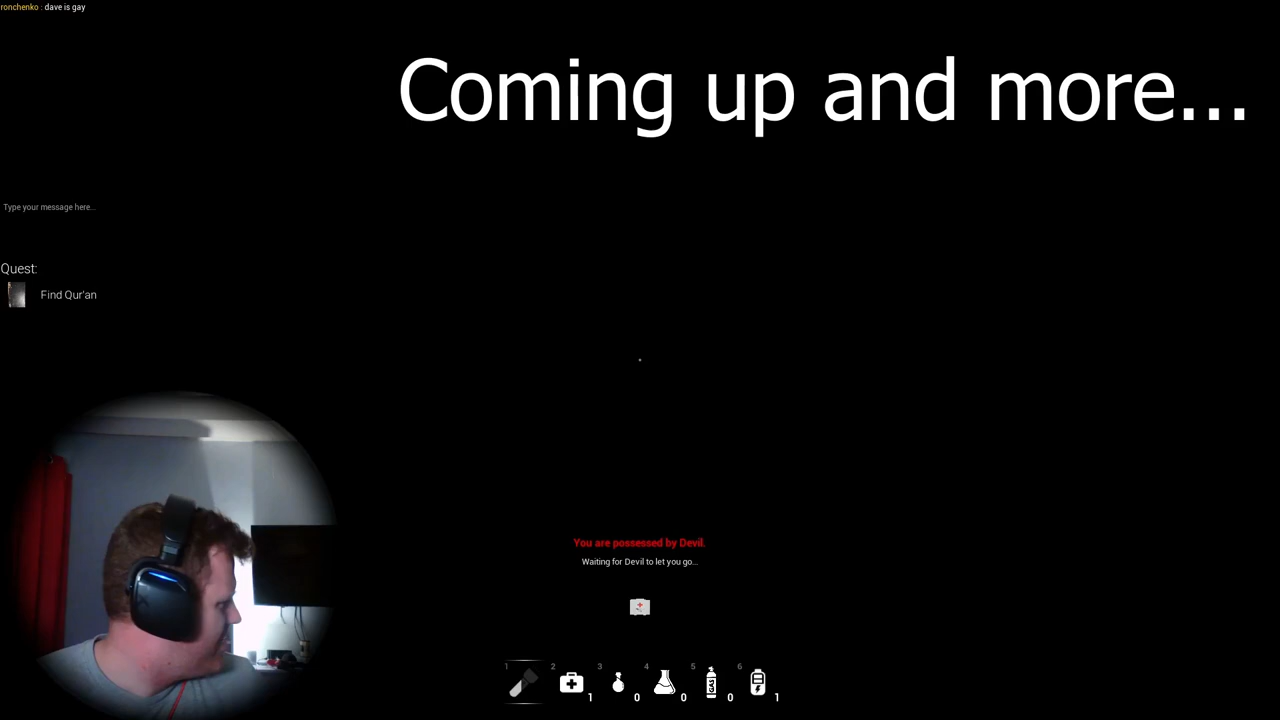 ronchenko : dave is gay
Coming up and more...
Type your message here...
Quest:
Find Qur'an
You are possessed by Devil.
Waiting for Devil to let you go...
1 2 3 4 5 6
GAS
1 0 0 0 1